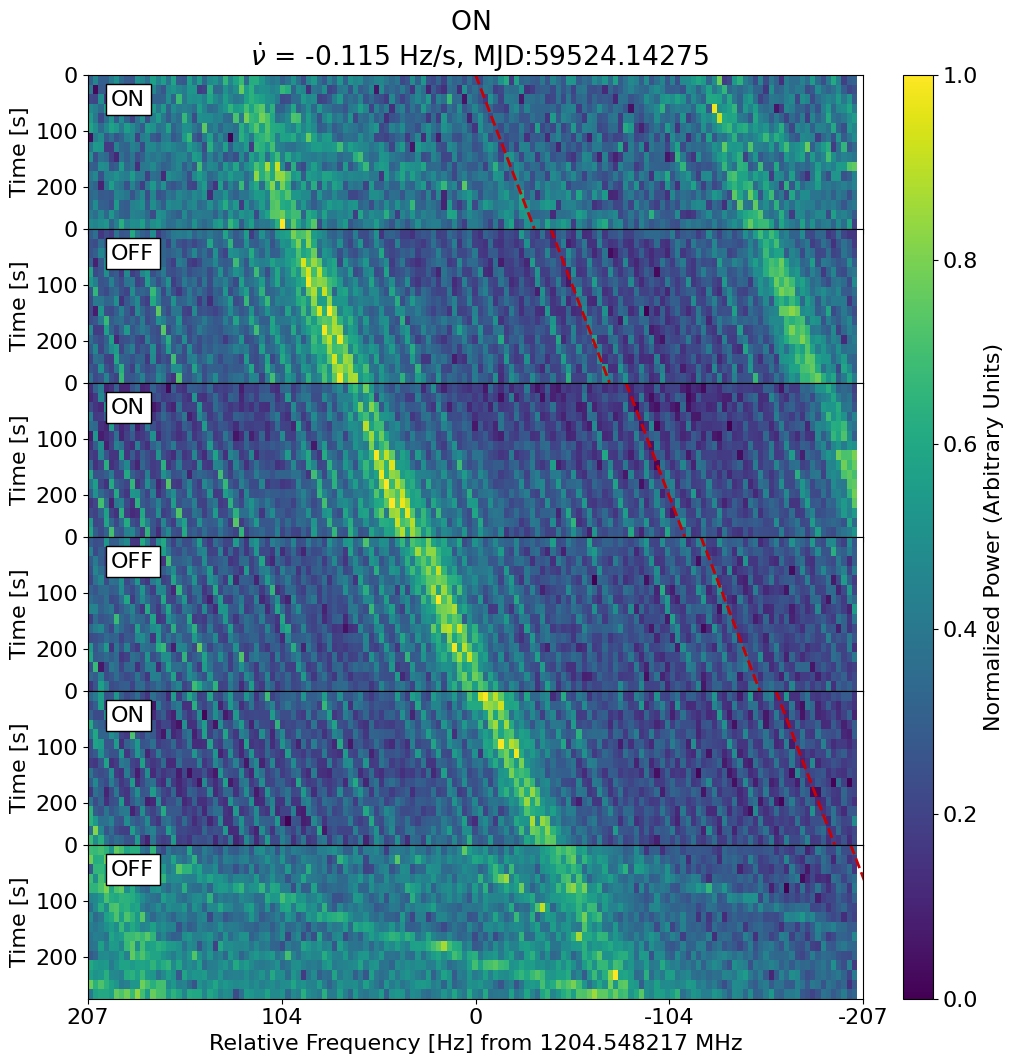 ON
ν̇ = -0.115 Hz/s, MJD:59524.14275
0
ON
100
Time [s]
200
0
OFF
100
Time [s]
200
0
ON
100
Time [s]
200
0
OFF
100
Time [s]
200
0
ON
100
Time [s]
200
0
OFF
100
Time [s]
200
207 104 0 -104 -207
Relative Frequency [Hz] from 1204.548217 MHz
1.0
0.8
0.6
0.4
0.2
0.0
Normalized Power (Arbitrary Units)